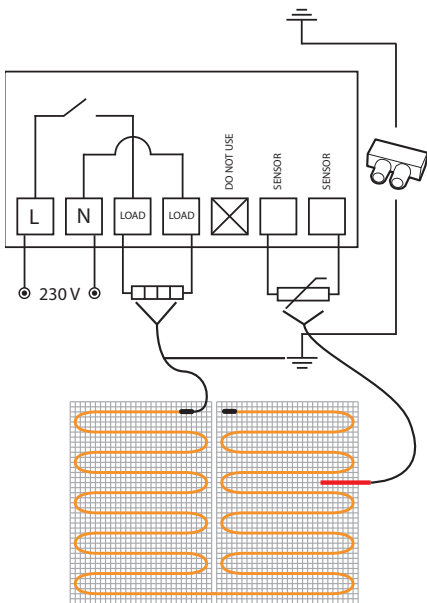 DO NOT USE
SENSOR
SENSOR
L
N
LOAD
LOAD
230 V